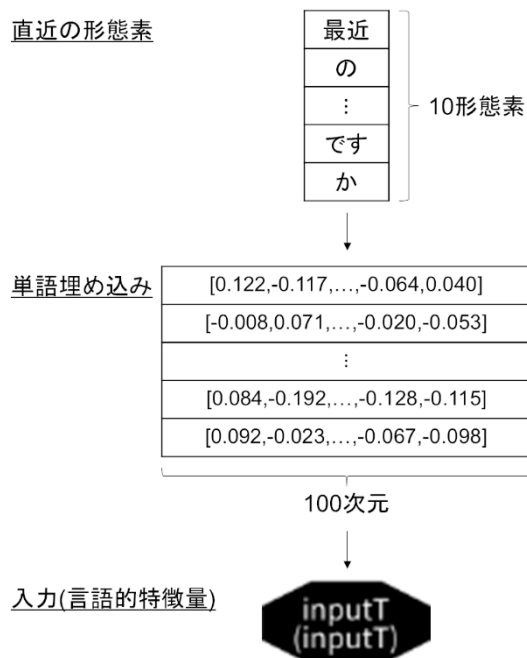 直近の形態素
最近
の
⋮
です
か
10形態素
単語埋め込み
[0.122,-0.117,…,-0.064,0.040]
[-0.008,0.071,…,-0.020,-0.053]
⋮
[0.084,-0.192,…,-0.128,-0.115]
[0.092,-0.023,…,-0.067,-0.098]
100次元
入力(言語的特徴量)
inputT
(inputT)